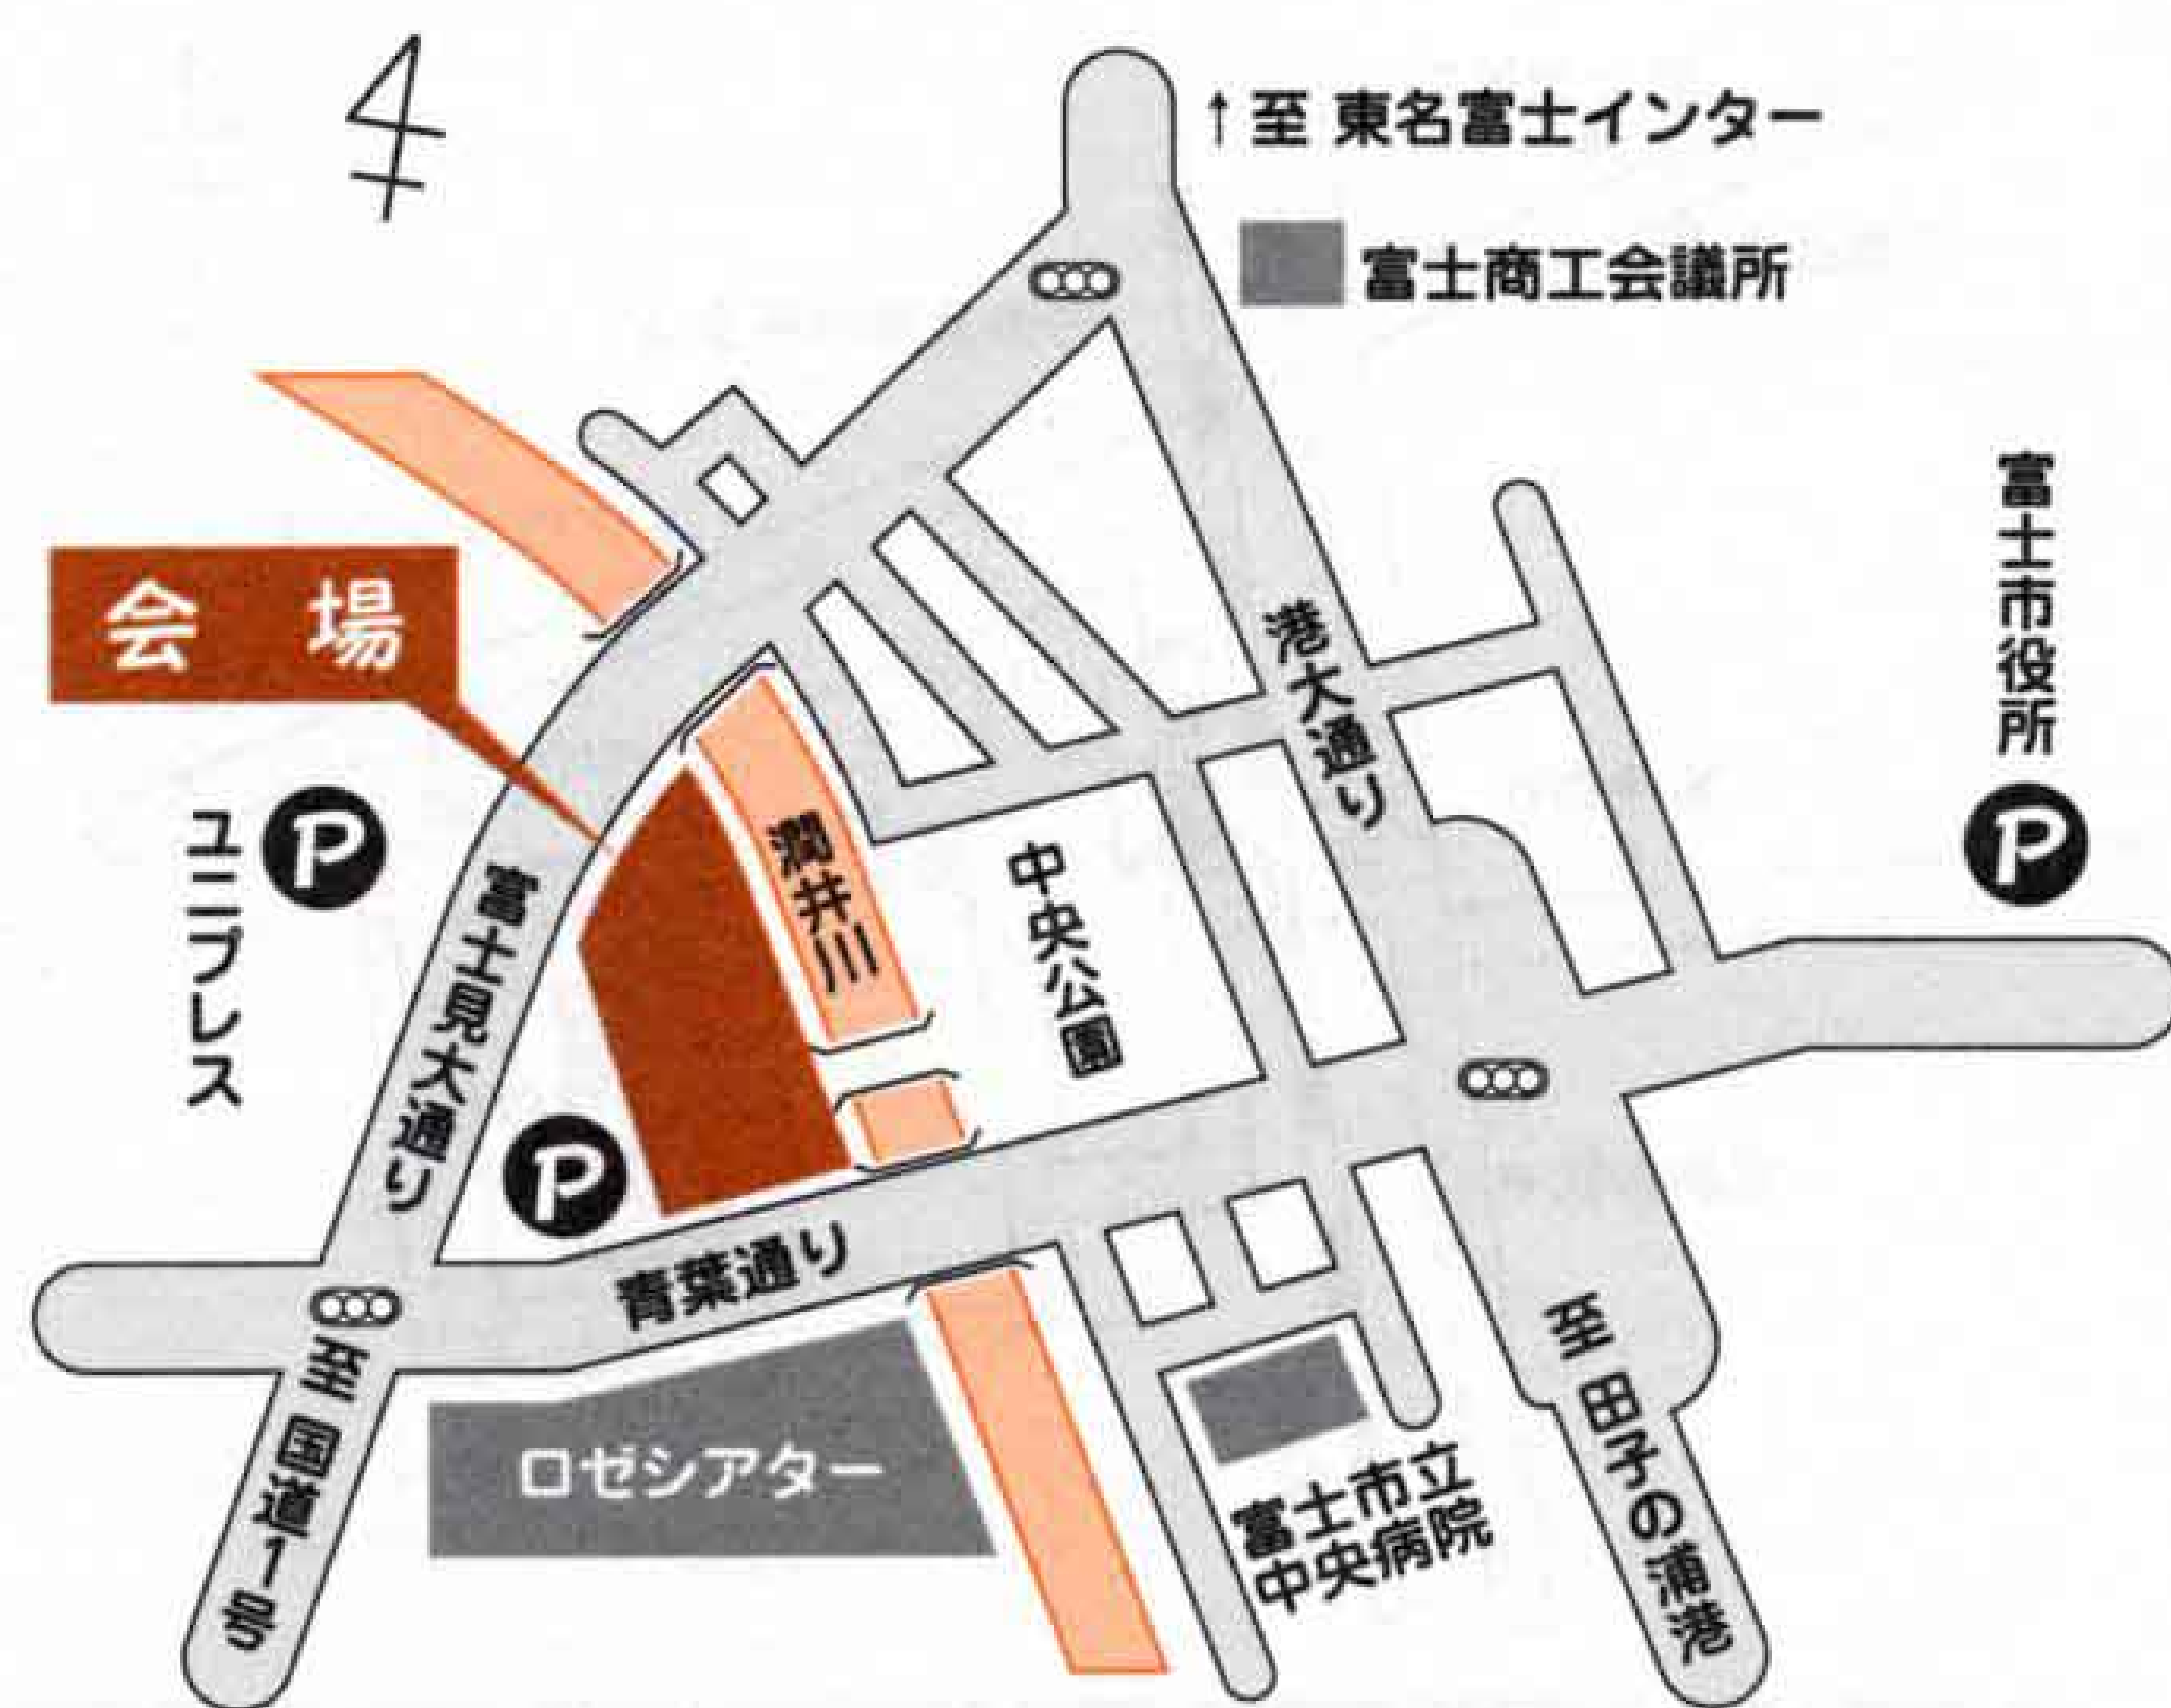 ↑至 東名富士インター
富士商工会議所
富士市役所
P
会 場
港大通り
ユニプレス
P
富士見大通り
潤井川
中央公園
P
青葉通り
至 国道1号
ロゼシアター
富士市立
中央病院
至 田子の浦港